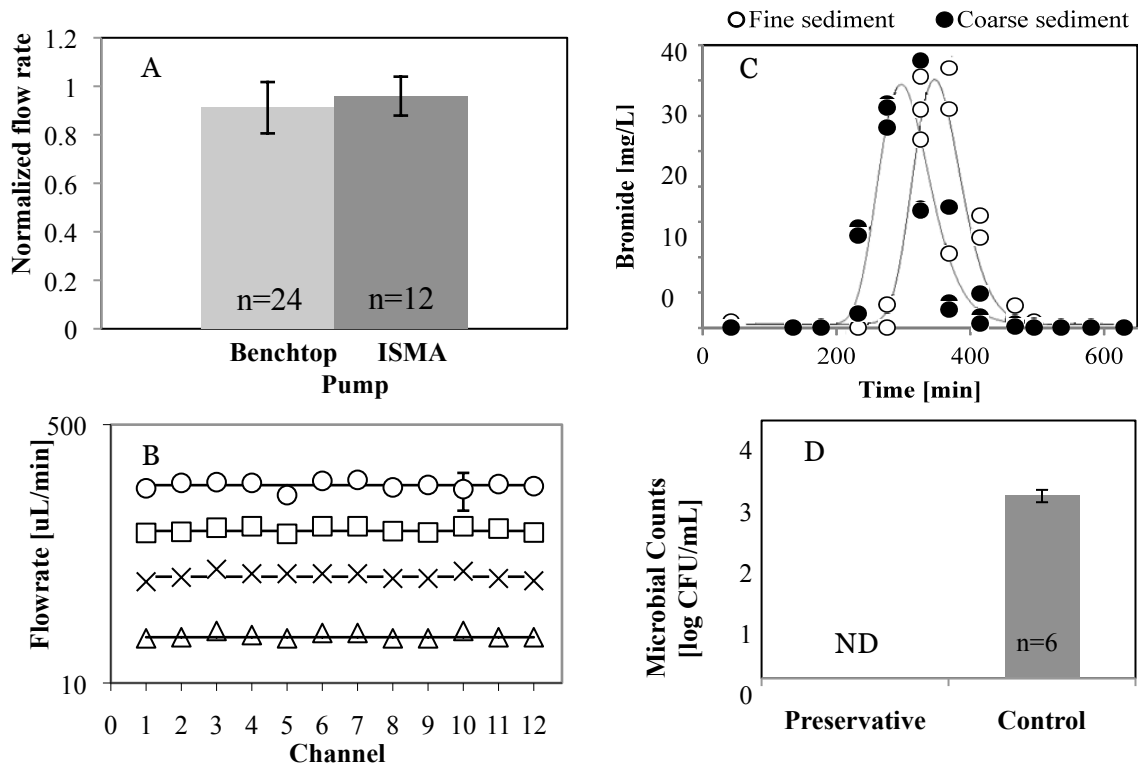 Fine sediment
Coarse sediment
A
Normalized flow rate
1.2
1
0.8
0.6
0.4
0.2
0
n=24
n=12
Benchtop
ISMA
Pump
C
Bromide [mg/L]
40
30
20
10
0
0
200
400
600
Time [min]
B
Flowrate [uL/min]
500
10
0
1
2
3
4
5
6
7
8
9
10
11
12
Channel
D
Microbial Counts
[log CFU/mL]
4
3
2
1
0
ND
n=6
Preservative
Control